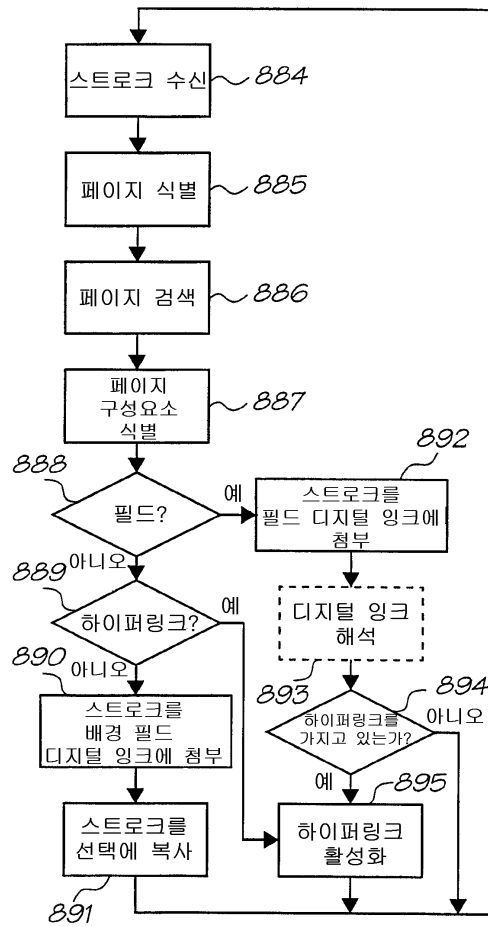 스트로크 수신
884
페이지 식별
885
페이지 검색
886
페이지
구성요소
식별
887
888
필드?
예
아니오
892
스트로크를
필드 디지털 잉크에
첨부
889
하이퍼링크?
예
아니오
디지털 잉크
해석
893
890
스트로크를
배경 필드
디지털 잉크에 첨부
894
하이퍼링크를
가지고 있는가?
아니오
예
895
스트로크를
선택에 복사
891
하이퍼링크
활성화